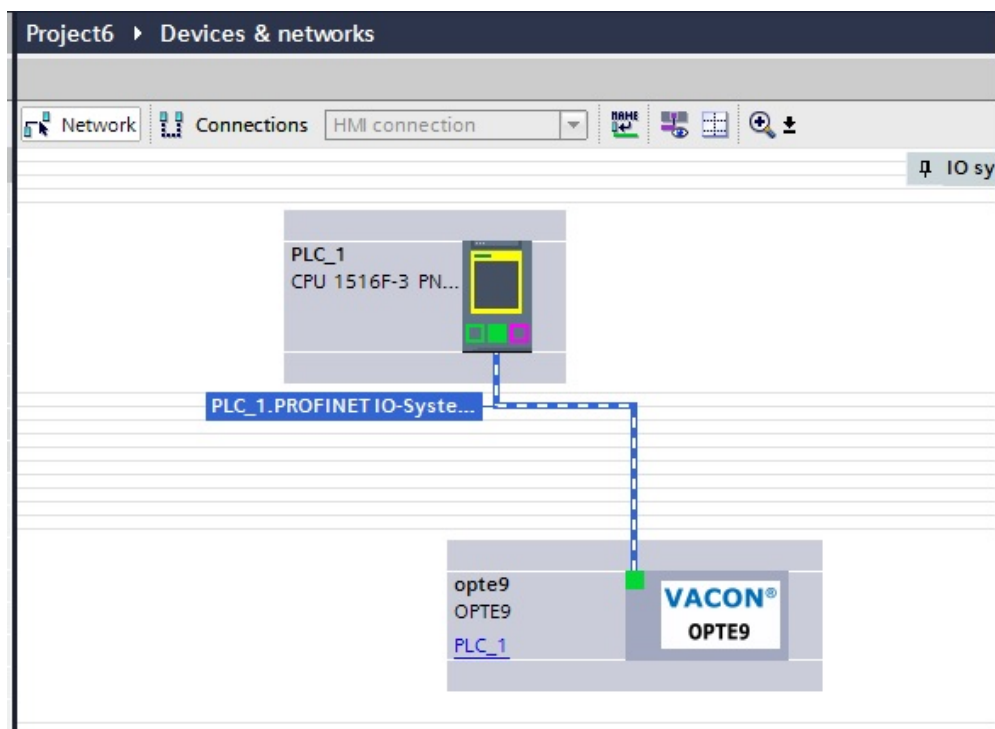 Project6 ▸ Devices & networks
Network Connections HMI connection
NAME
IO sy
PLC_1
CPU 1516F-3 PN...
PLC_1.PROFINET IO-Syste...
opte9
OPTE9
PLC_1
VACON®
OPTE9